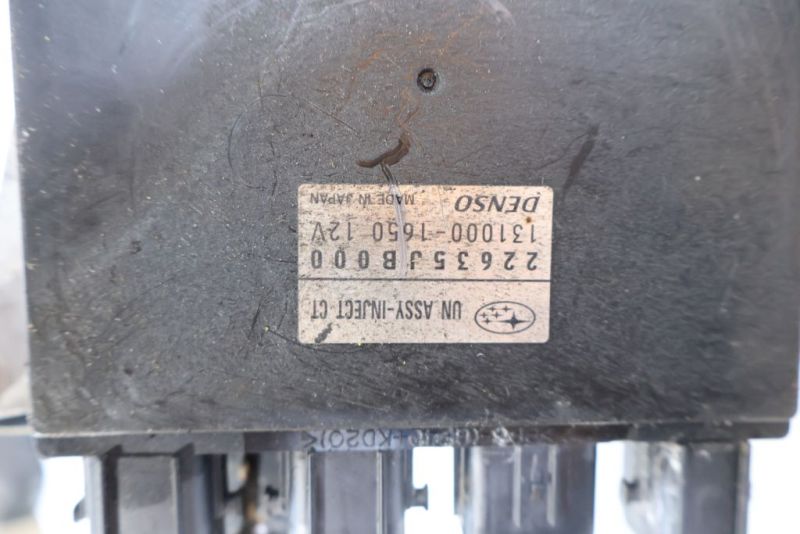 UN ASSY-INJECT CT
22635JB000
131000-1650 12V
DENSO MADE IN JAPAN